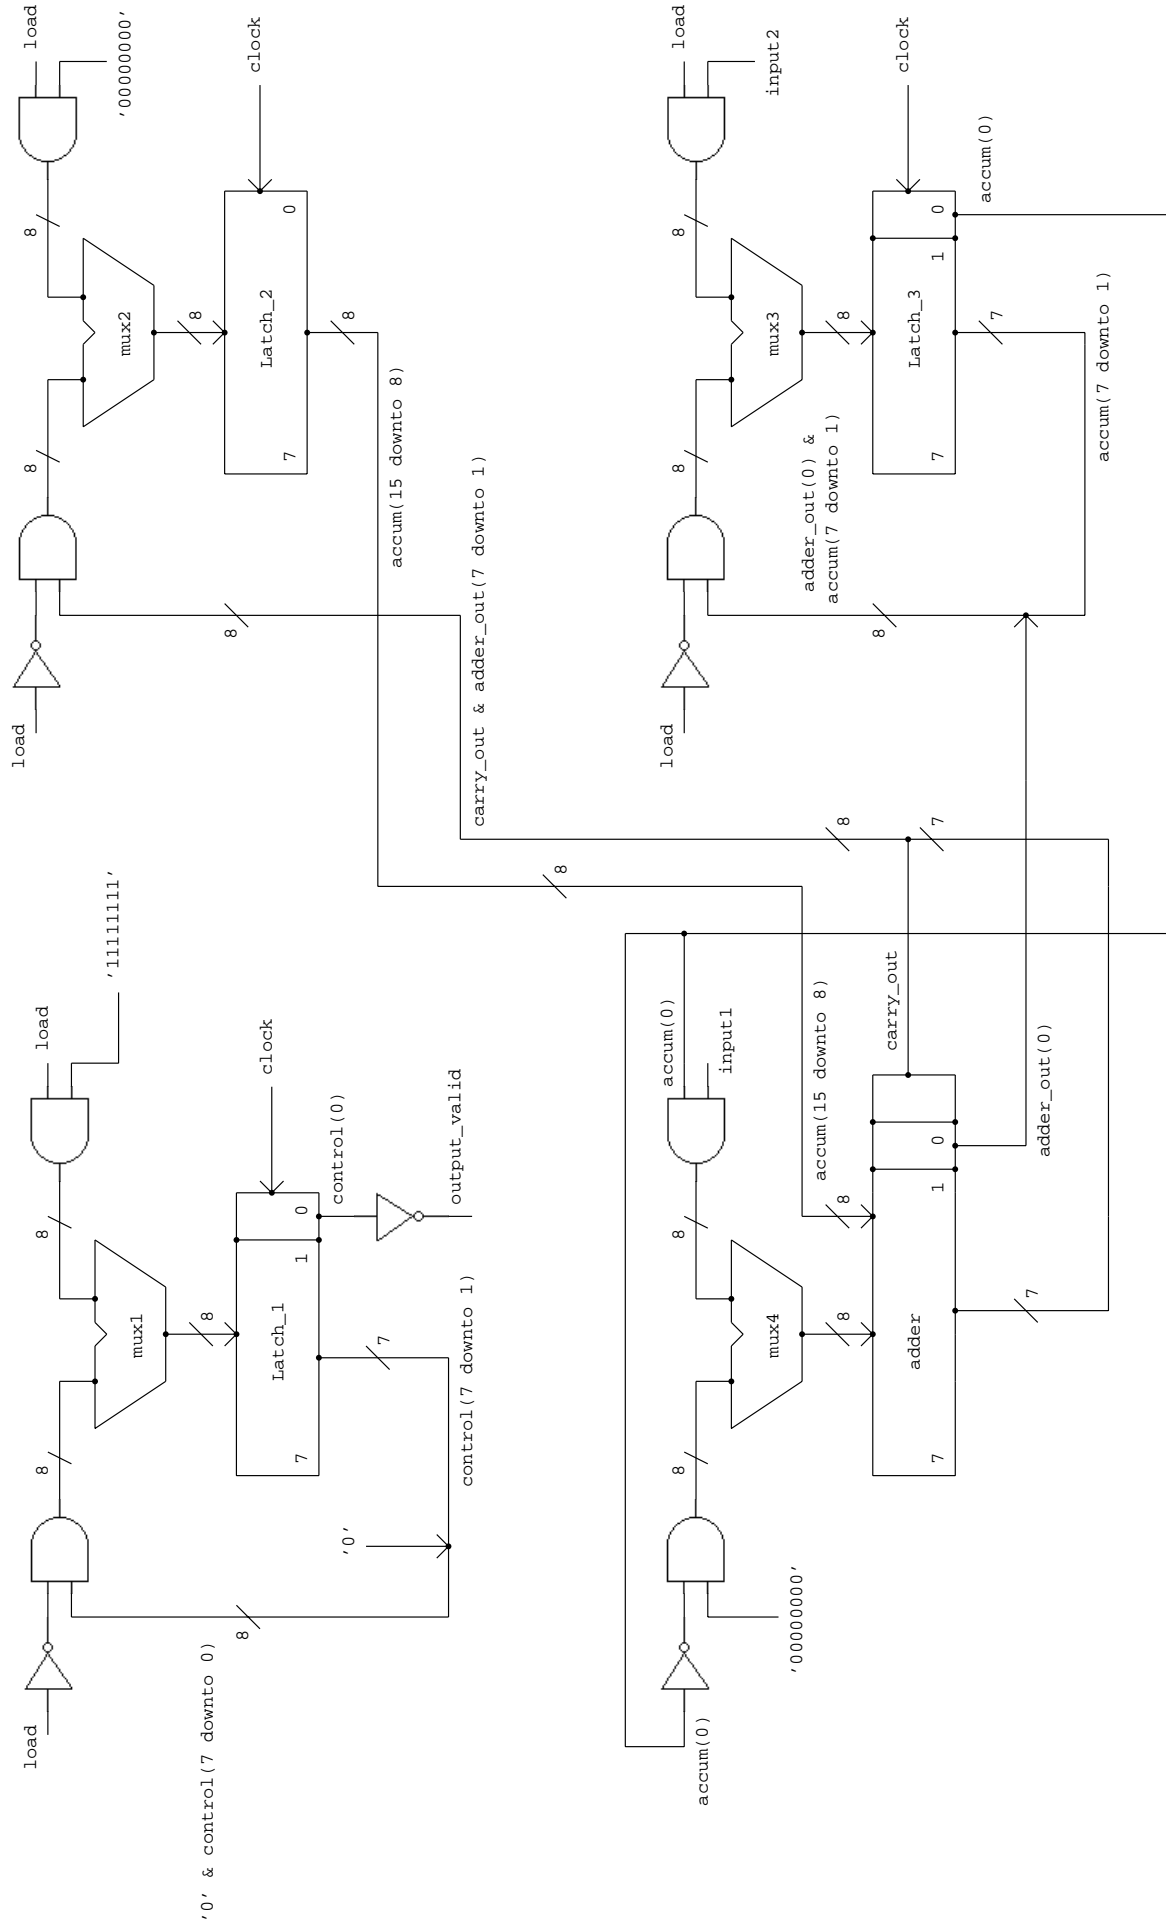 load
load
'11111111'
8
8
mux1
8
'0' & control(7 downto 0)
8
7
Latch_1
1
0
clock
control(0)
'0'
7
output_valid
control(7 downto 1)
load
load
'00000000'
8
8
mux2
8
8
7
Latch_2
0
clock
8
accum(15 downto 8)
carry_out & adder_out(7 downto 1)
8
8
accum(0)
accum(0)
input1
8
8
mux4
'00000000'
8
accum(15 downto 8)
8
7
adder
1
0
carry_out
7
adder_out(0)
7
load
load
input2
8
8
mux3
adder_out(0) &
accum(7 downto 1)
8
8
7
Latch_3
1
0
clock
7
accum(0)
accum(7 downto 1)